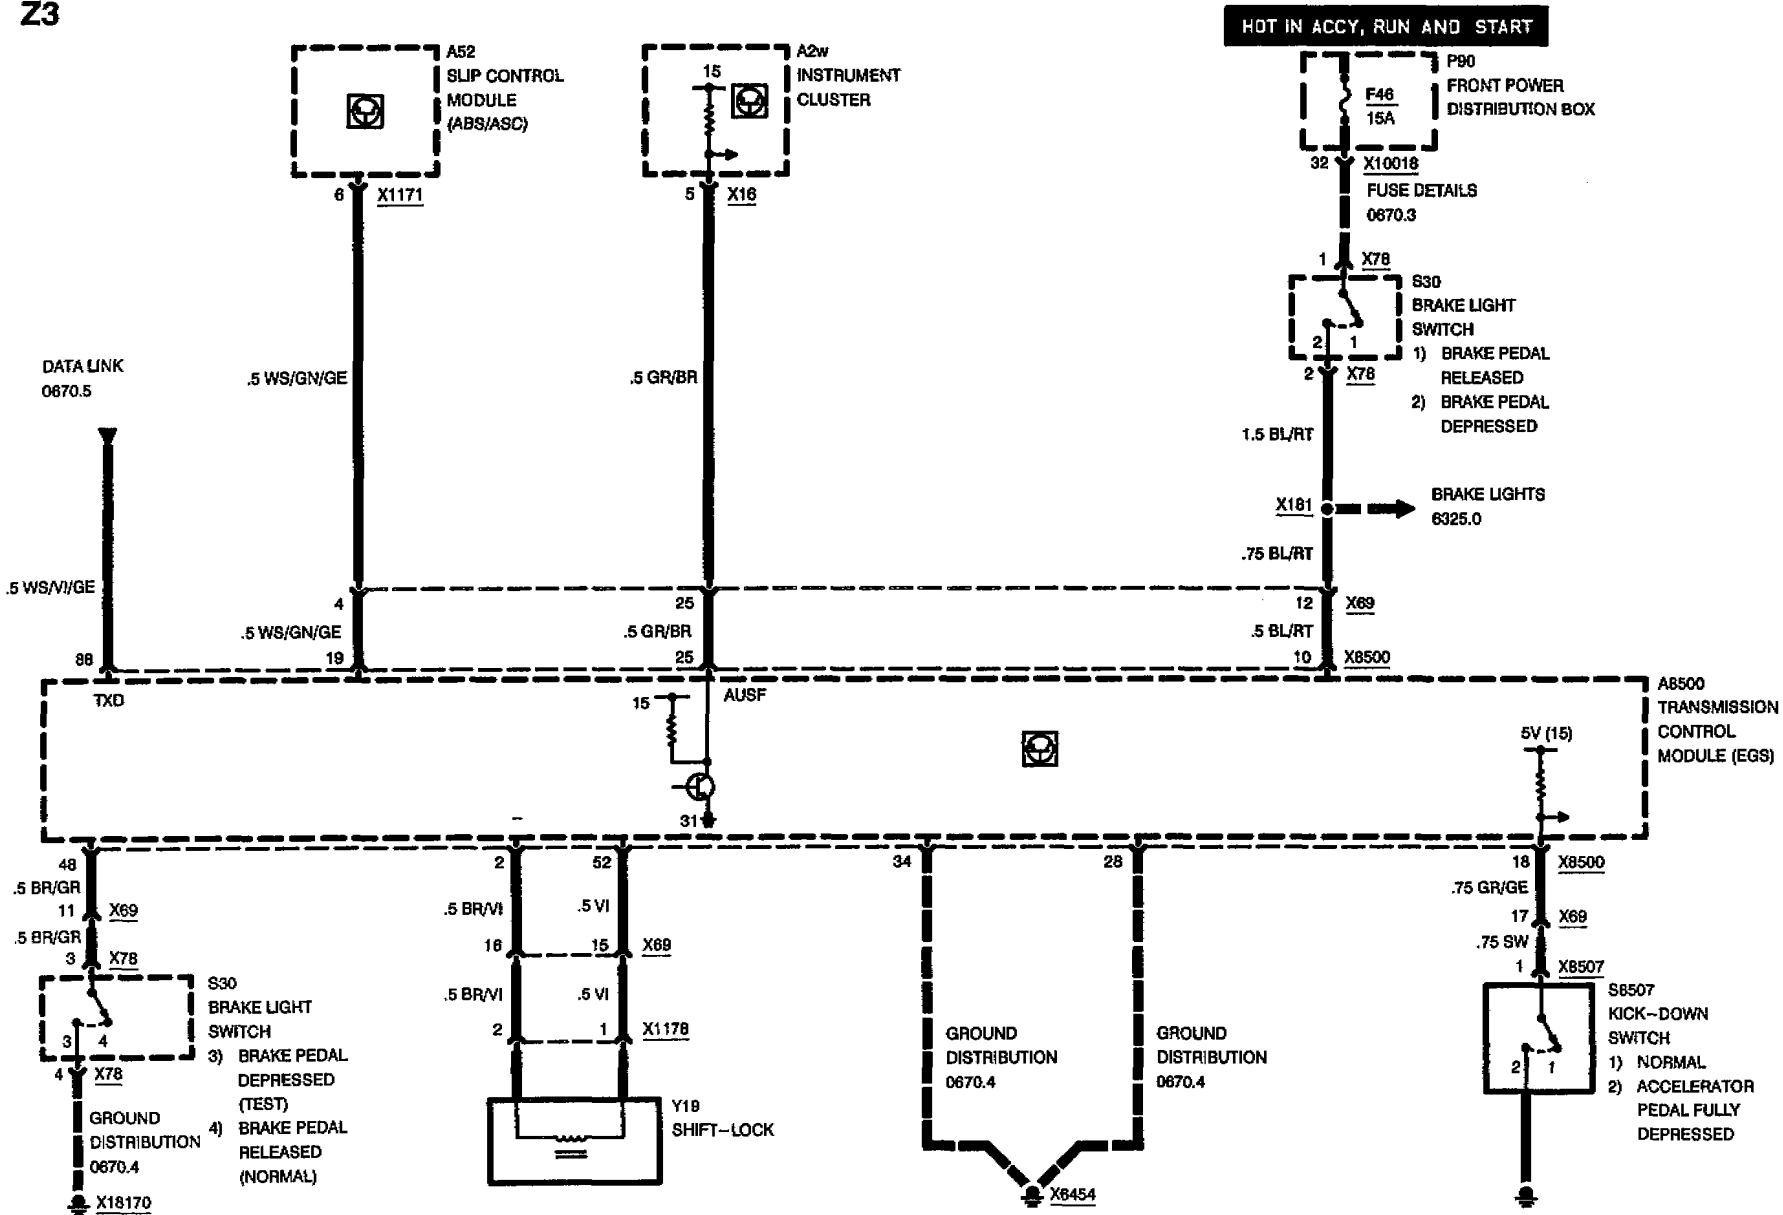 Z3
HOT IN ACCY, RUN AND START
A52
SLIP CONTROL
MODULE
(ABS/ASC)
6
X1171
.5 WS/GN/GE
15
A2w
INSTRUMENT
CLUSTER
5
X16
.5 GR/BR
F46
15A
P90
FRONT POWER
DISTRIBUTION BOX
32
X10018
FUSE DETAILS
0670.3
1
X78
S30
BRAKE LIGHT
SWITCH
1) BRAKE PEDAL
RELEASED
2) BRAKE PEDAL
DEPRESSED
2 1
2
X78
1.5 BL/RT
X181
BRAKE LIGHTS
6325.0
.75 BL/RT
DATA LINK
0670.5
.5 WS/VI/GE
4
25
12
X69
.5 WS/GN/GE
.5 GR/BR
.5 BL/RT
88
19
25
10
X8500
TXD
15
AUSF
31
5V (15)
A8500
TRANSMISSION
CONTROL
MODULE (EGS)
48
2
52
34
28
18
X8500
.5 BR/GR
11
X69
.5 BR/GR
3
X78
S30
BRAKE LIGHT
SWITCH
3) BRAKE PEDAL
DEPRESSED
(TEST)
4) BRAKE PEDAL
RELEASED
(NORMAL)
3 4
4
X78
GROUND
DISTRIBUTION
0670.4
X18170
.5 BR/VI
.5 VI
16
15
X69
.5 BR/VI
.5 VI
2
1
X1178
Y19
SHIFT-LOCK
GROUND
DISTRIBUTION
0670.4
GROUND
DISTRIBUTION
0670.4
X6454
.75 GR/GE
17
X69
.75 SW
1
X8507
S8507
KICK-DOWN
SWITCH
1) NORMAL
2) ACCELERATOR
PEDAL FULLY
DEPRESSED
2 1